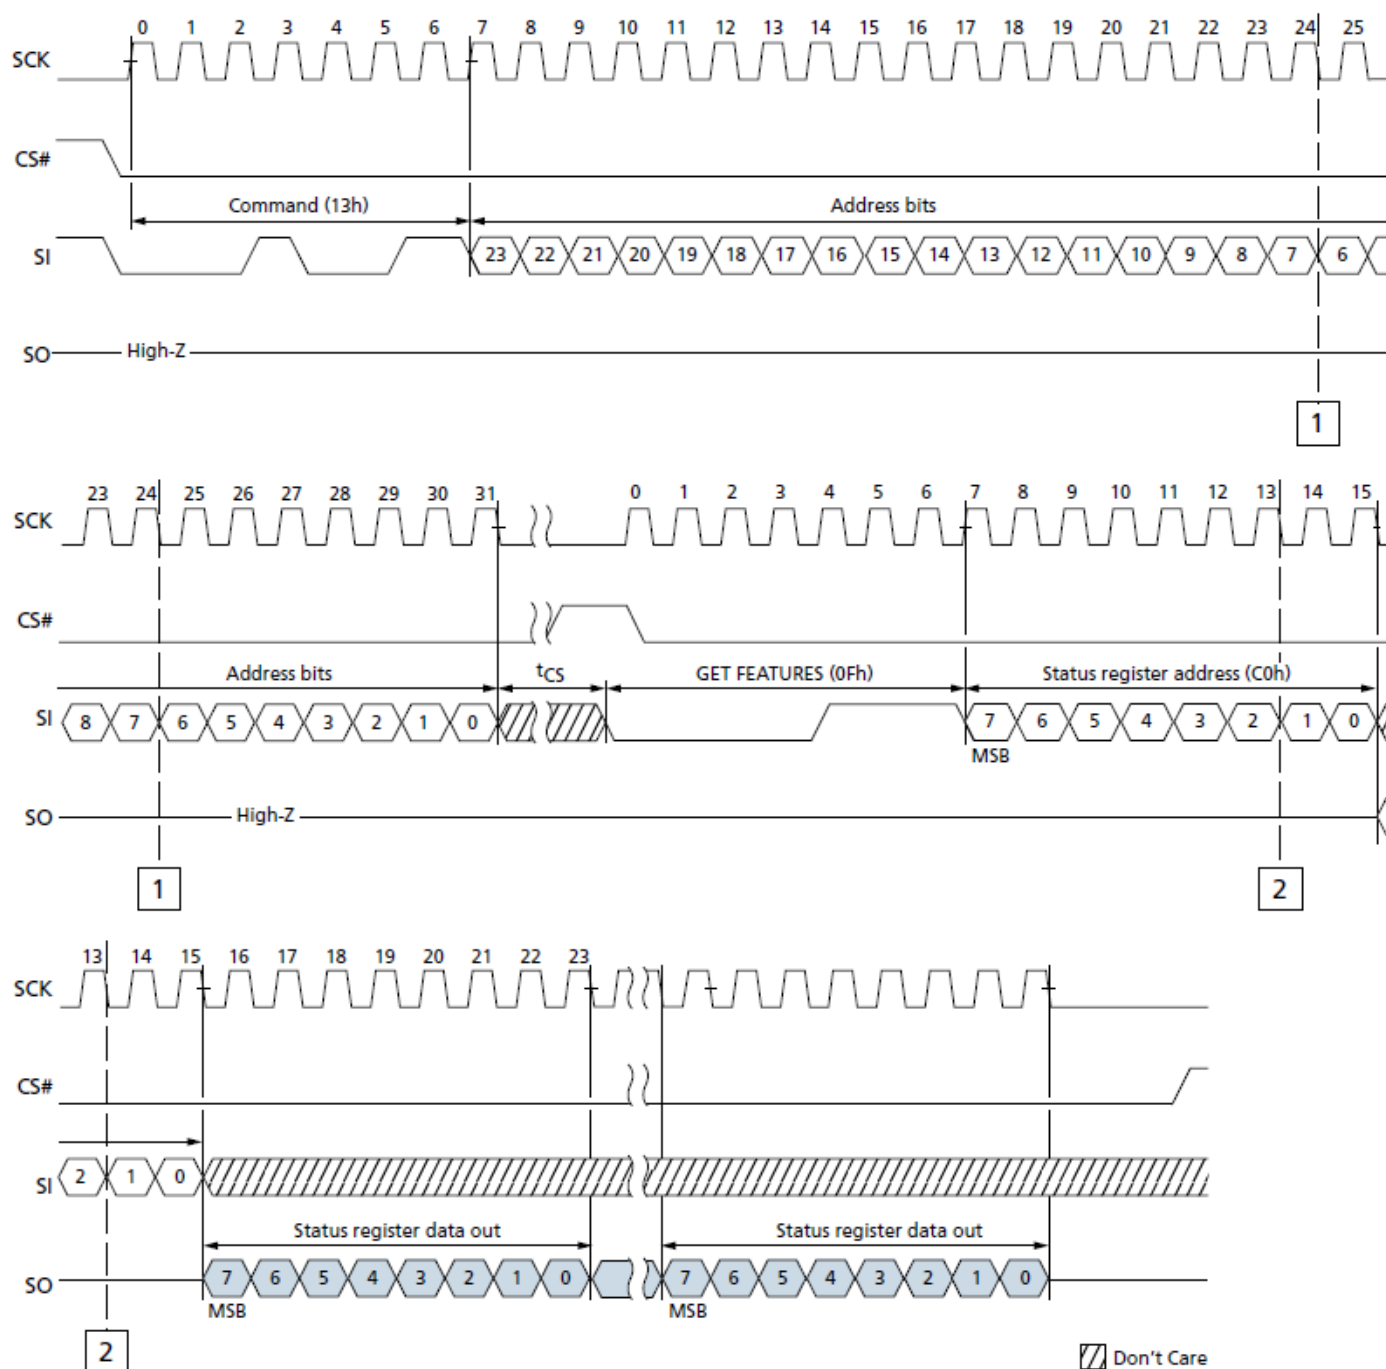 0 1 2 3 4 5 6 7 8 9 10 11 12 13 14 15 16 17 18 19 20 21 22 23 24 25
SCK
CS#
Command (13h) Address bits
SI 23 22 21 20 19 18 17 16 15 14 13 12 11 10 9 8 7 6
SO High-Z
1
23 24 25 26 27 28 29 30 31 0 1 2 3 4 5 6 7 8 9 10 11 12 13 14 15
SCK
CS#
Address bits tCS GET FEATURES (0Fh) Status register address (C0h)
SI 8 7 6 5 4 3 2 1 0 7 6 5 4 3 2 1 0
MSB
SO High-Z
1 2
13 14 15 16 17 18 19 20 21 22 23
SCK
CS#
SI 2 1 0
Status register data out Status register data out
SO 7 6 5 4 3 2 1 0 7 6 5 4 3 2 1 0
MSB MSB
2
Don't Care